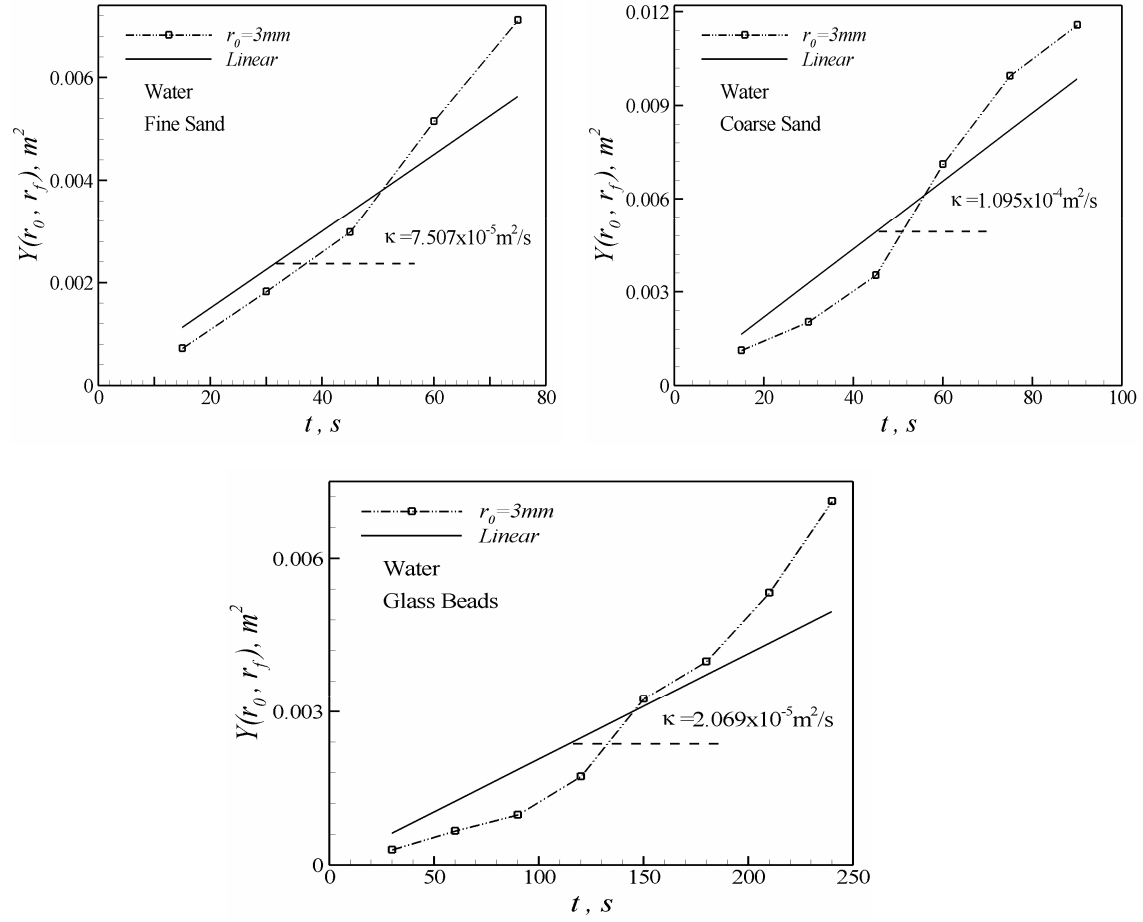 r₀=3mm
Linear
Water
Fine Sand
κ=7.507x10⁻⁵m²/s
Y(r₀, r_f), m²
0.006
0.004
0.002
0
0 20 40 60 80
t, s
r₀=3mm
Linear
Water
Coarse Sand
κ=1.095x10⁻⁴m²/s
Y(r₀, r_f), m²
0.012
0.009
0.006
0.003
0
0 20 40 60 80 100
t, s
r₀=3mm
Linear
Water
Glass Beads
κ=2.069x10⁻⁵m²/s
Y(r₀, r_f), m²
0.006
0.003
0
0 50 100 150 200 250
t, s